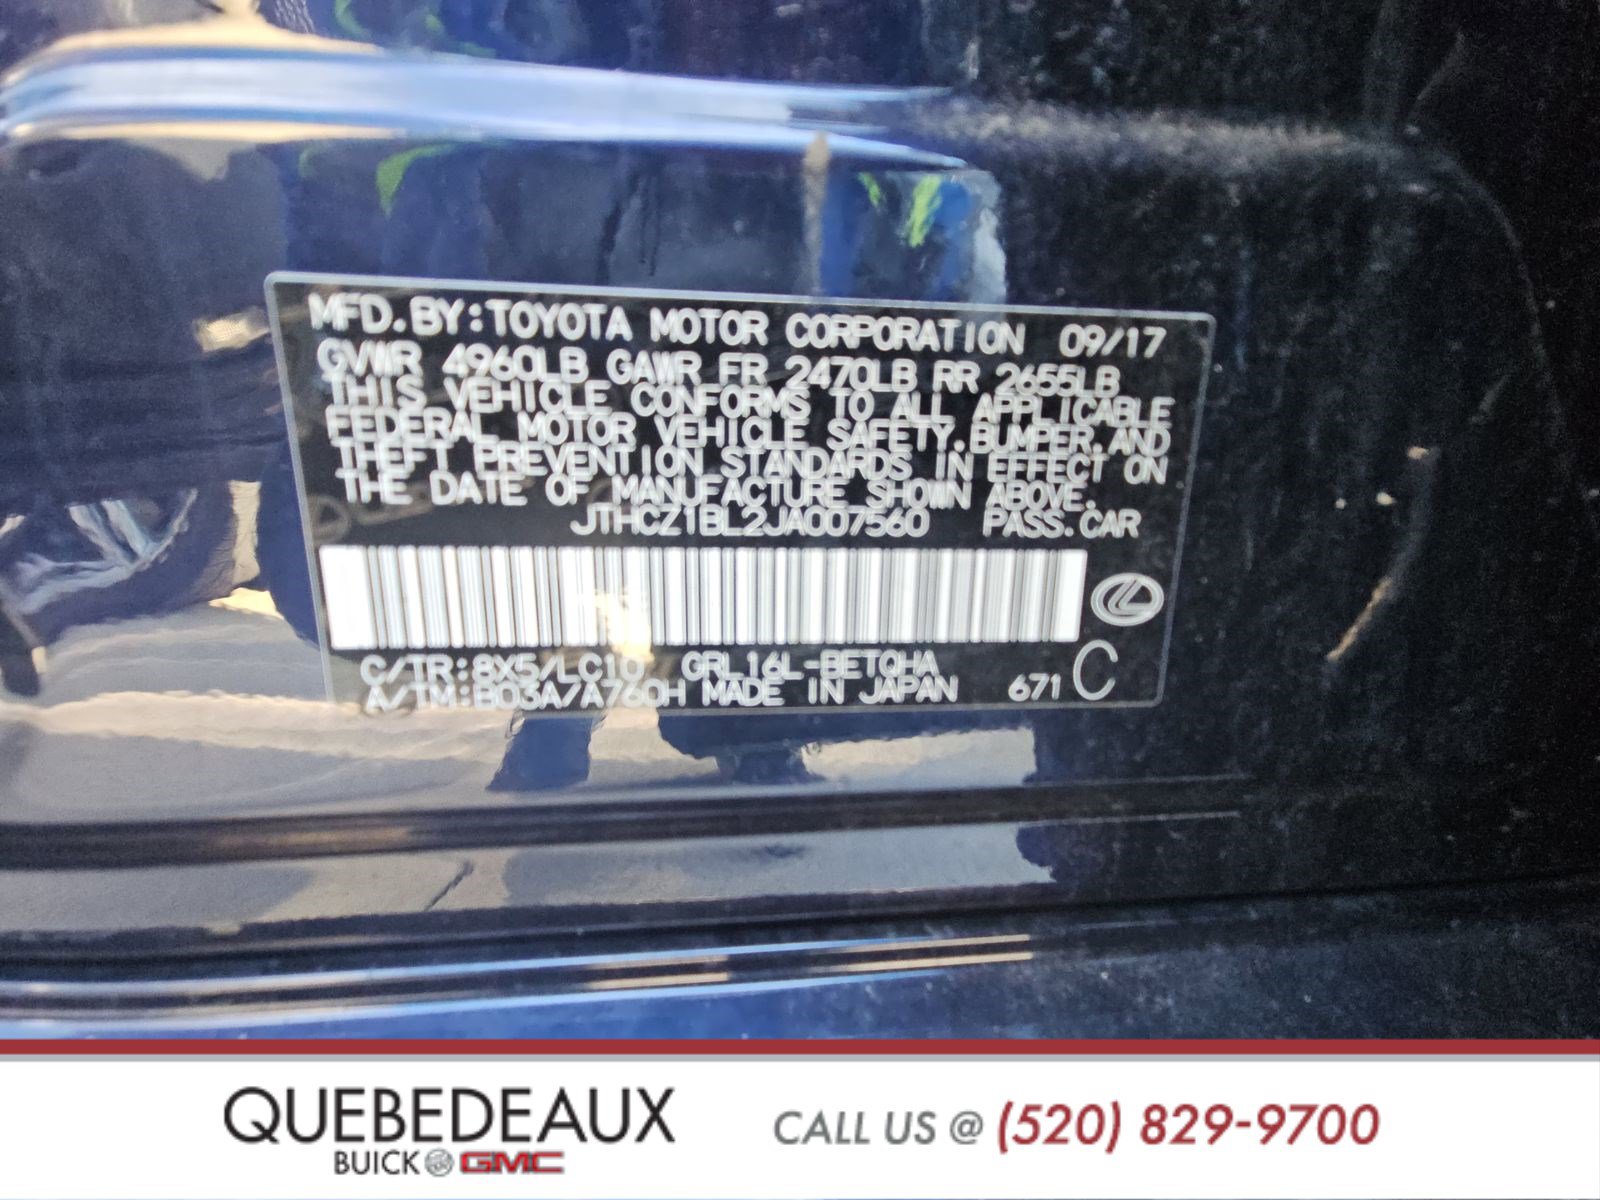 MFD.BY:TOYOTA MOTOR CORPORATION 09/17
GVWR 4960LB GAWR FR 2470LB RR 2655LB
THIS VEHICLE CONFORMS TO ALL APPLICABLE
FEDERAL MOTOR VEHICLE SAFETY,BUMPER,AND
THEFT PREVENTION STANDARDS IN EFFECT ON
THE DATE OF MANUFACTURE SHOWN ABOVE.
JTHCZ1BL2JA007560 PASS.CAR
C/TR:8X5/LC10 GRL16L-BETQHA
A/TM:B03A/A760H MADE IN JAPAN 671 C
QUEBEDEAUX
BUICK GMC
CALL US @ (520) 829-9700